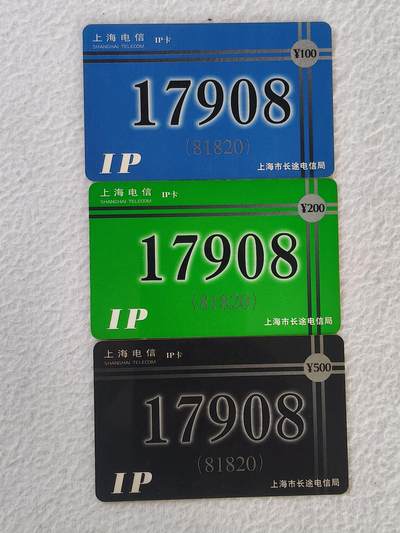 上海电信 IP卡
SHANGHAI TELECOM
¥100
17908
(81820)
IP
上海市长途电信局
上海电信 IP卡
SHANGHAI TELECOM
¥200
17908
(81820)
IP
上海市长途电信局
上海电信 IP卡
SHANGHAI TELECOM
¥500
17908
(81820)
IP
上海市长途电信局